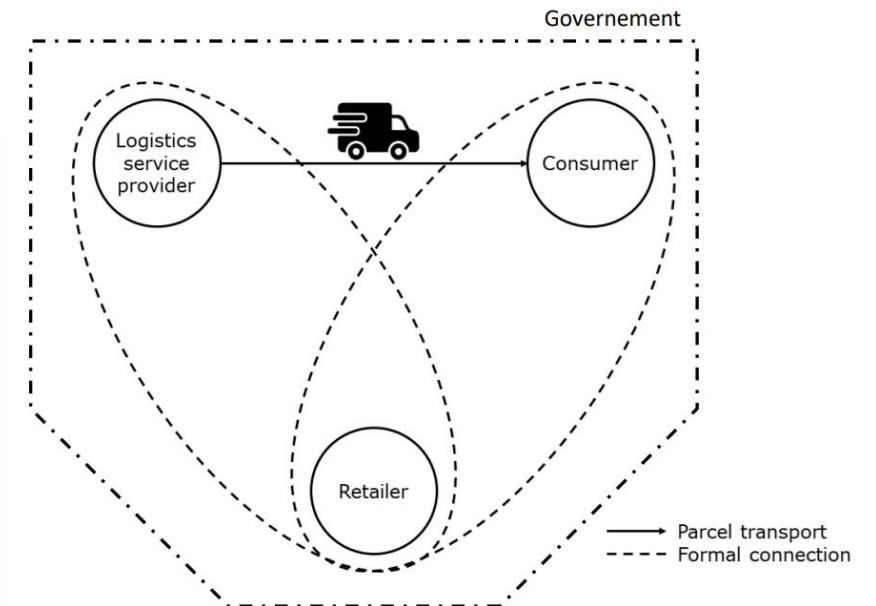 Governement
Logistics
service
provider
Consumer
Retailer
Parcel transport
Formal connection